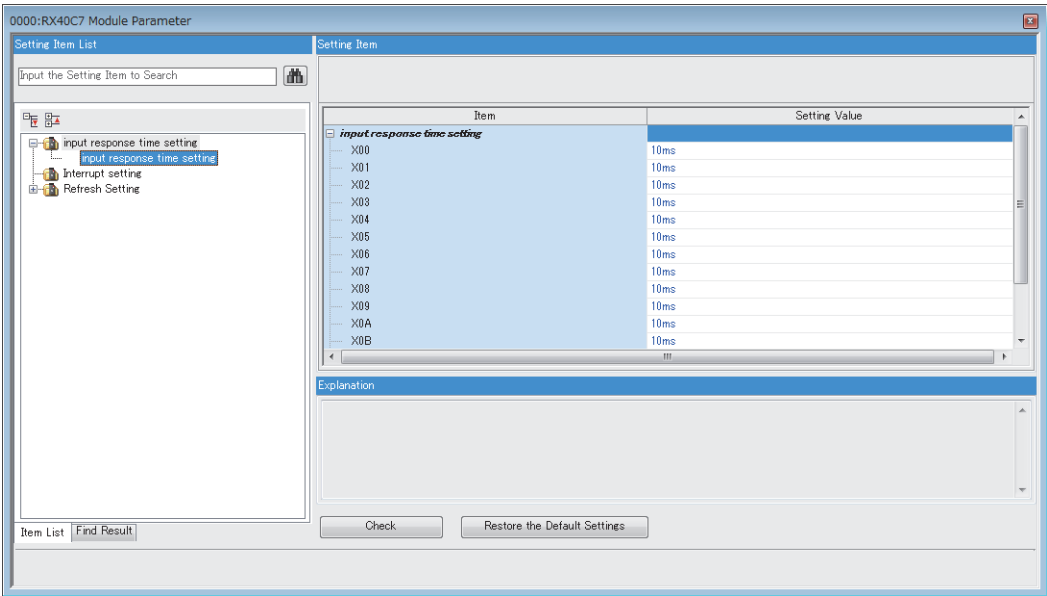 0000:RX40C7 Module Parameter
Setting Item List
Input the Setting Item to Search
input response time setting
input response time setting
Interrupt setting
Refresh Setting
Item List
Find Result
Setting Item
Item Setting Value
input response time setting
X00 10ms
X01 10ms
X02 10ms
X03 10ms
X04 10ms
X05 10ms
X06 10ms
X07 10ms
X08 10ms
X09 10ms
X0A 10ms
X0B 10ms
Explanation
Check
Restore the Default Settings